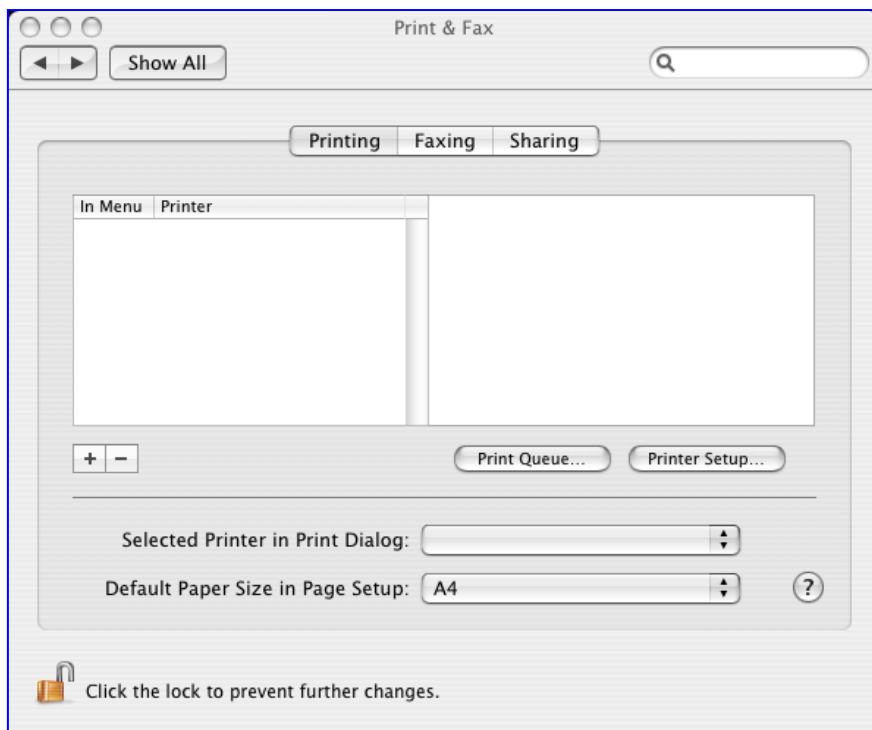 Print & Fax
Show All
Printing Faxing Sharing
In Menu Printer
+ −
Print Queue... Printer Setup...
Selected Printer in Print Dialog:
Default Paper Size in Page Setup: A4 ?
Click the lock to prevent further changes.